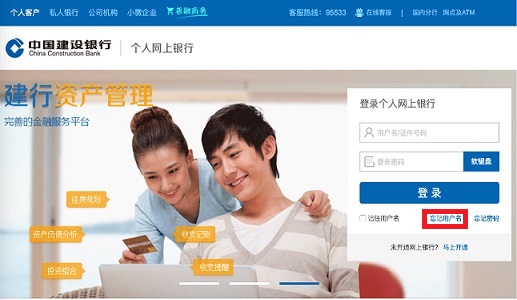 个人客户 私人银行 公司机构 小微企业 善融商务 客服热线：95533 在线客服 | 国内分行 网点及ATM
中国建设银行 China Construction Bank | 个人网上银行
建行资产管理
完善的金融服务平台
住房规划
资产负债分析
收支记账
投资组合
收支提醒
登录个人网上银行
用户名/证件号码
登录密码 软键盘
登 录
记住用户名 忘记用户名 忘记密码
未开通网上银行？ 马上开通